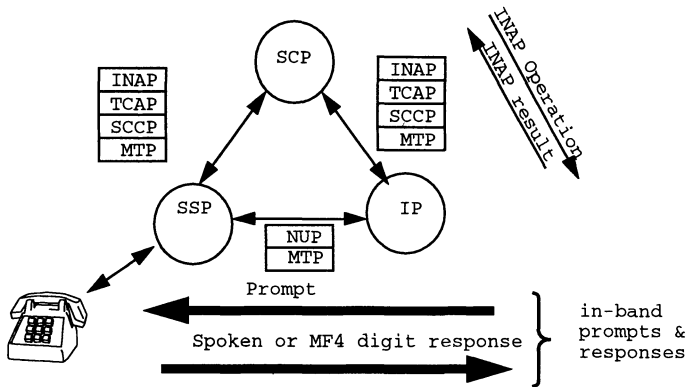 SCP
INAP
TCAP
SCCP
MTP
INAP
TCAP
SCCP
MTP
INAP Operation
INAP result
SSP
IP
NUP
MTP
Prompt
Spoken or MF4 digit response
in-band
prompts &
responses